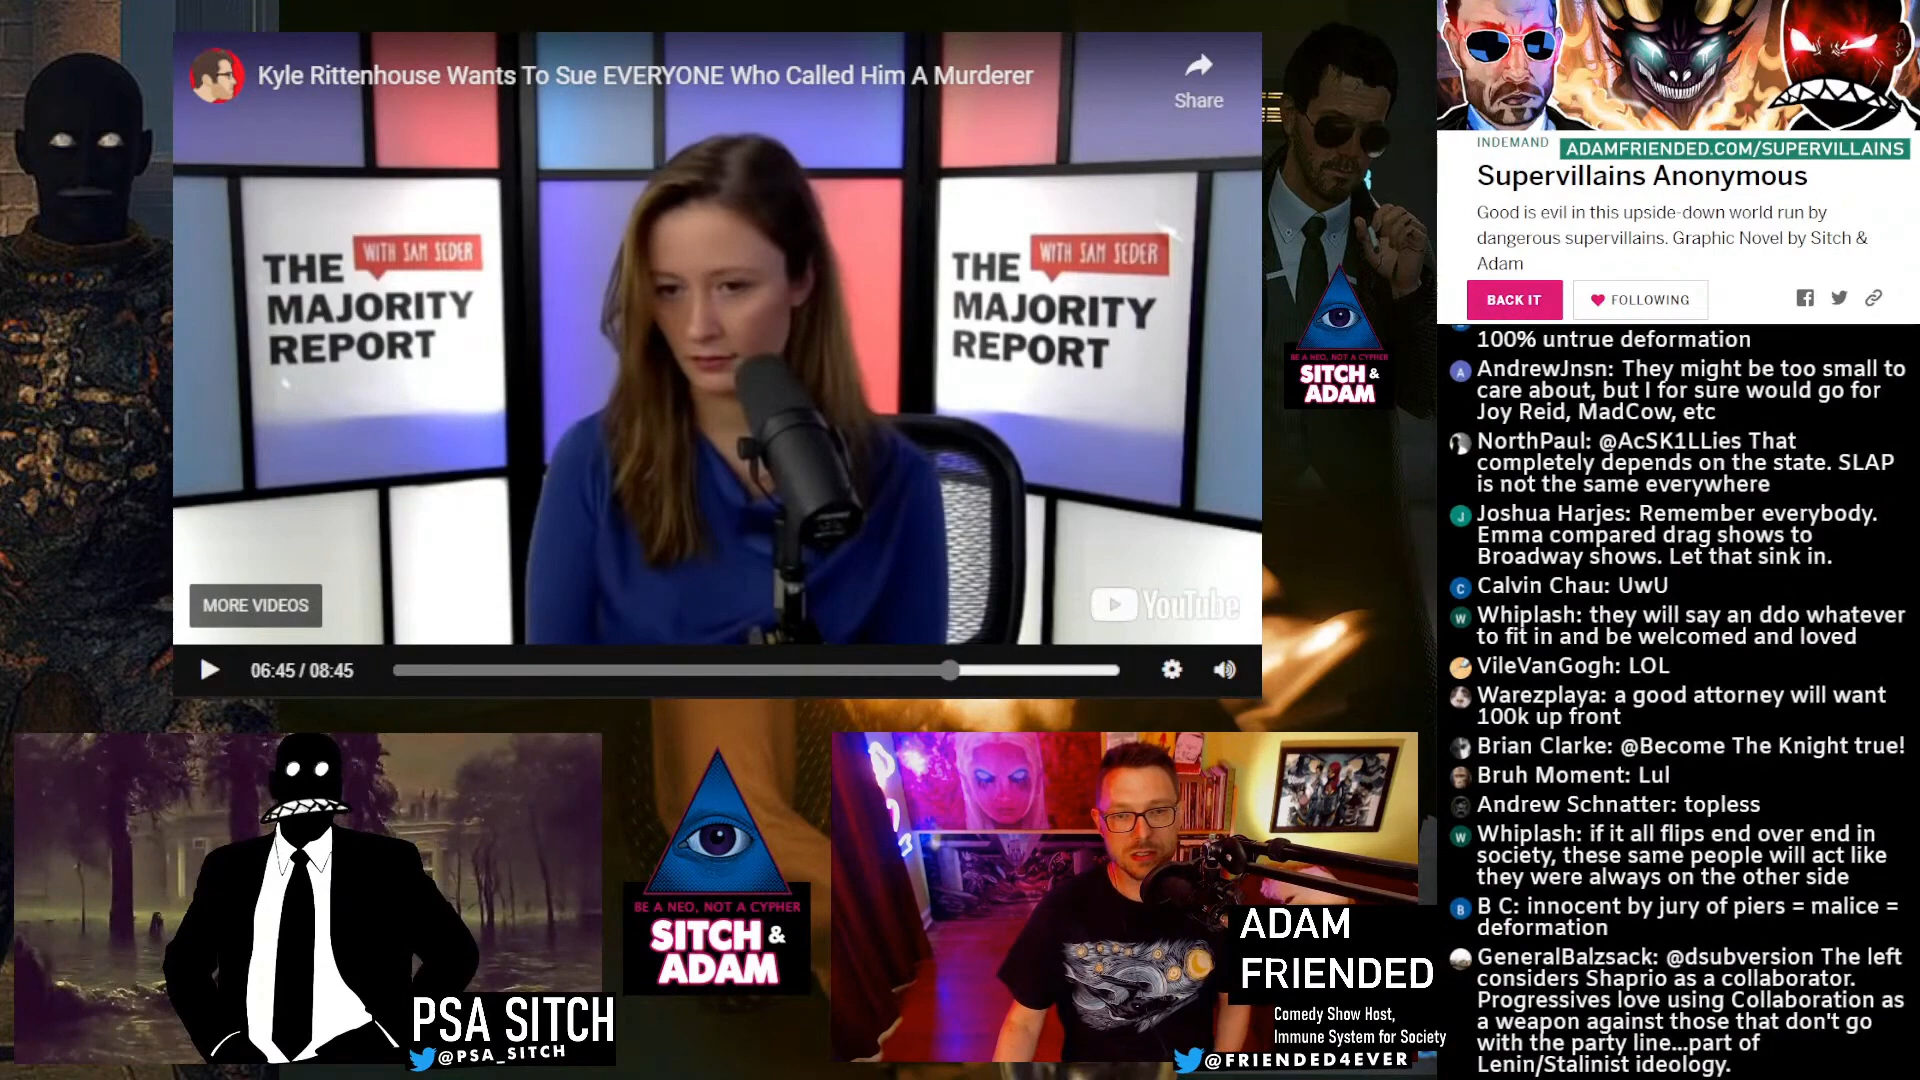 Kyle Rittenhouse Wants To Sue EVERYONE Who Called Him A Murderer
Share
THE
WITH SAM SEDER
MAJORITY
REPORT
THE
WITH SAM SEDER
MAJORITY
REPORT
MORE VIDEOS
YouTube
06:45 / 08:45
BE A NEO, NOT A CYPHER
SITCH &
ADAM
INDEMAND
ADAMFRIENDED.COM/SUPERVILLAINS
Supervillains Anonymous
Good is evil in this upside-down world run by
dangerous supervillains. Graphic Novel by Sitch &
Adam
BACK IT
FOLLOWING
100% untrue deformation
A
AndrewJnsn: They might be too small to
care about, but I for sure would go for
Joy Reid, MadCow, etc
NorthPaul: @AcSK1LLies That
completely depends on the state. SLAP
is not the same everywhere
J
Joshua Harjes: Remember everybody.
Emma compared drag shows to
Broadway shows. Let that sink in.
C
Calvin Chau: UwU
W
Whiplash: they will say an ddo whatever
to fit in and be welcomed and loved
VileVanGogh: LOL
Warezplaya: a good attorney will want
100k up front
Brian Clarke: @Become The Knight true!
Bruh Moment: Lul
Andrew Schnatter: topless
W
Whiplash: if it all flips end over end in
society, these same people will act like
they were always on the other side
B
B C: innocent by jury of piers = malice =
deformation
GeneralBalzsack: @dsubversion The left
considers Shaprio as a collaborator.
Progressives love using Collaboration as
a weapon against those that don't go
with the party line...part of
Lenin/Stalinist ideology.
PSA SITCH
@PSA_SITCH
BE A NEO, NOT A CYPHER
SITCH &
ADAM
ADAM
FRIENDED
Comedy Show Host,
Immune System for Society
@FRIENDED4EVER